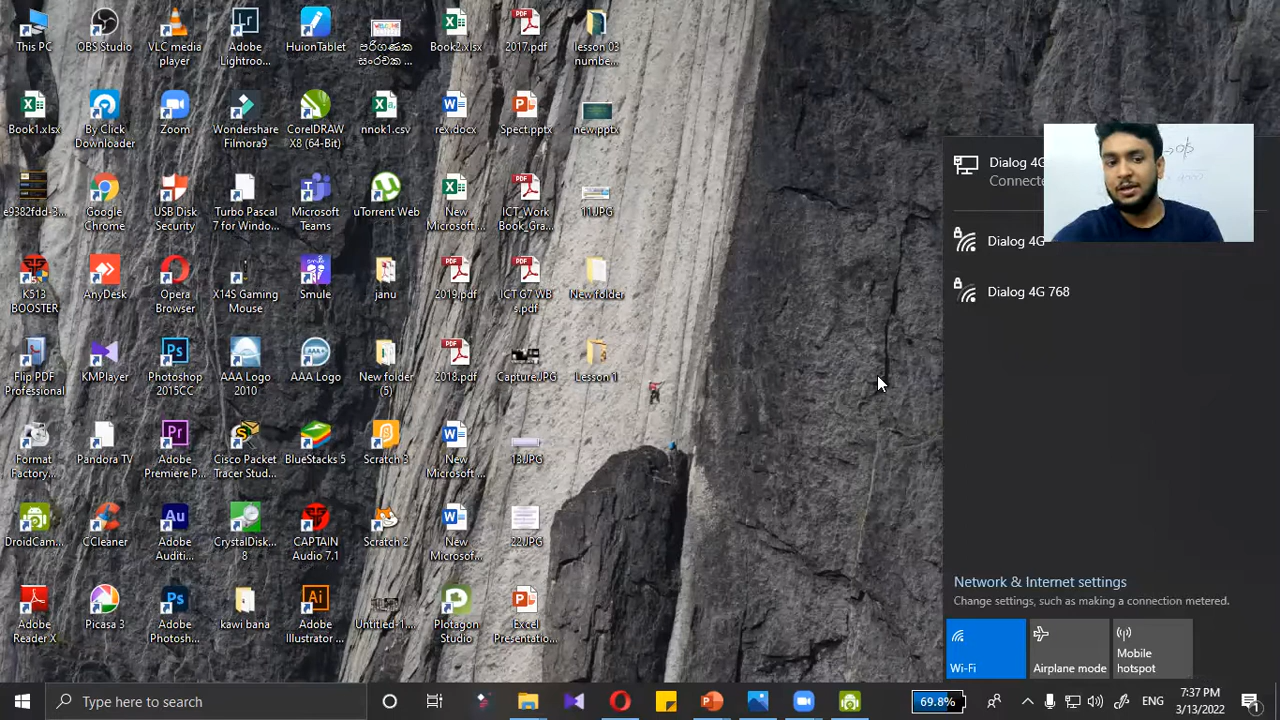 This PC
OBS Studio
VLC media
player
Adobe
Lightroo...
HuionTablet
පරිගණක
සංරචක ...
Book2.xlsx
2017.pdf
lesson 03
numbe...
Book1.xlsx
By Click
Downloader
Zoom
Wondershare
Filmora9
CorelDRAW
X8 (64-Bit)
nnok1.csv
rex.docx
Spect.pptx
new.pptx
e9382fdd-3...
Google
Chrome
USB Disk
Security
Turbo Pascal
7 for Windo...
Microsoft
Teams
uTorrent Web
New
Microsoft ...
ICT_Work
Book_Gra...
11.JPG
K513
BOOSTER
AnyDesk
Opera
Browser
X14S Gaming
Mouse
Smule
janu
2019.pdf
ICT G7 WB
s.pdf
New folder
Flip PDF
Professional
KMPlayer
Photoshop
2015CC
AAA Logo
2010
AAA Logo
New folder
(5)
2018.pdf
Capture.JPG
Lesson 1
Format
Factory...
Pandora TV
Adobe
Premiere P...
Cisco Packet
Tracer Stud...
BlueStacks 5
Scratch 3
New
Microsoft ...
13.JPG
DroidCam...
CCleaner
Adobe
Auditi...
CrystalDisk...
8
CAPTAIN
Audio 7.1
Scratch 2
New
Microsof...
22.JPG
Adobe
Reader X
Picasa 3
Adobe
Photosh...
kawi bana
Adobe
Illustrator ...
Untitled-1....
Plotagon
Studio
Excel
Presentatio...
Dialog 4G
Connecte
Dialog 4G
Dialog 4G 768
Network & Internet settings
Change settings, such as making a connection metered.
Wi-Fi
Airplane mode
Mobile
hotspot
Type here to search
69.8%
ENG
7:37 PM
3/13/2022
1